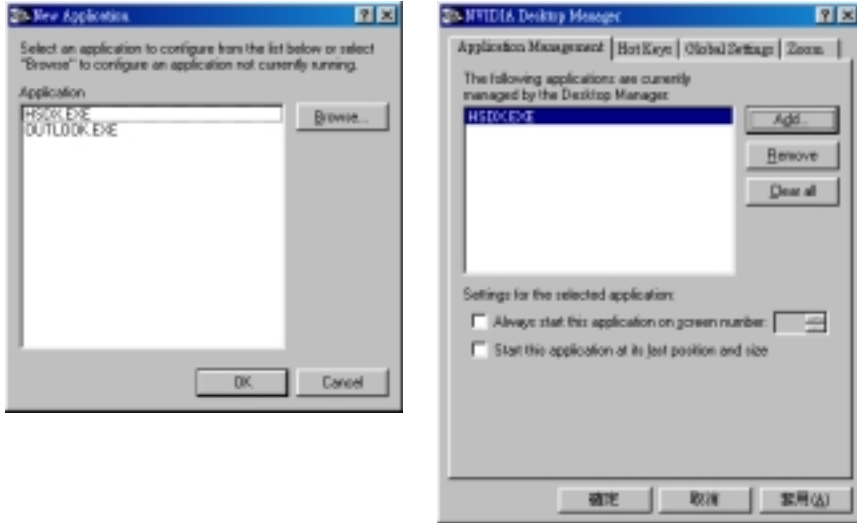 New Application
Select an application to configure from the list
below or select
"Browse" to configure an application not currently running.
Application
HSDX.EXE
OUTLOOK.EXE
Browse...
OK
Cancel
NVIDIA Desktop Manager
Application Management
Hot Keys
Global Settings
Zoom
The following applications are currently
managed by the Desktop Manager.
HSDX.EXE
Add...
Remove
Clear all
Settings for the selected application:
Always start this application on screen number:
Start this application at its last position and size
確定
取消
套用(A)